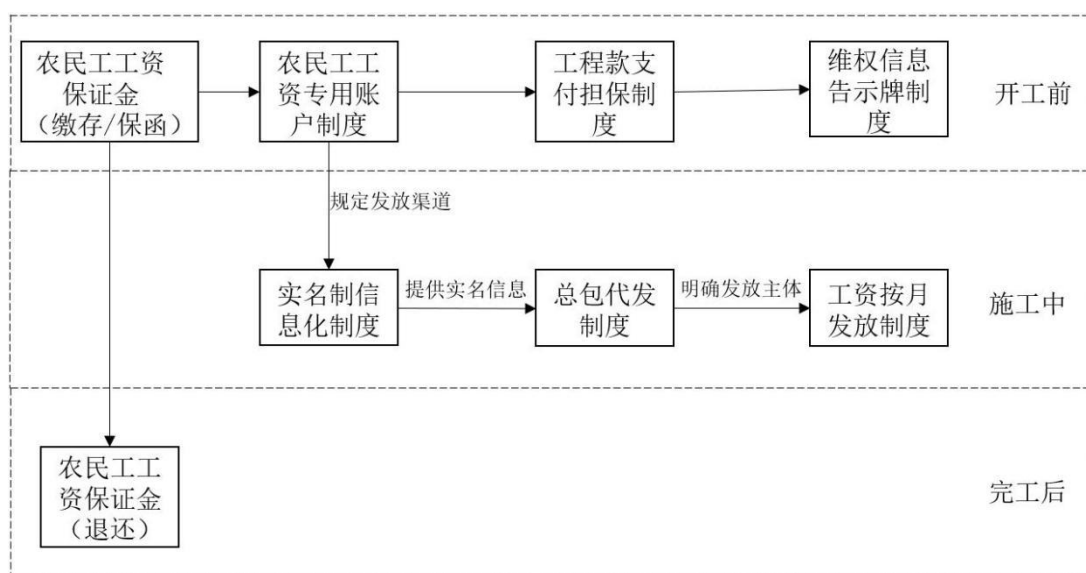 农民工工资
保证金
（缴存/保函）
农民工工
资专用账
户制度
工程款支
付担保制
度
维权信息
告示牌制
度
开工前
规定发放渠道
实名制信
息化制度
提供实名信息
总包代发
制度
明确发放主体
工资按月
发放制度
施工中
农民工工
资保证金
（退还）
完工后